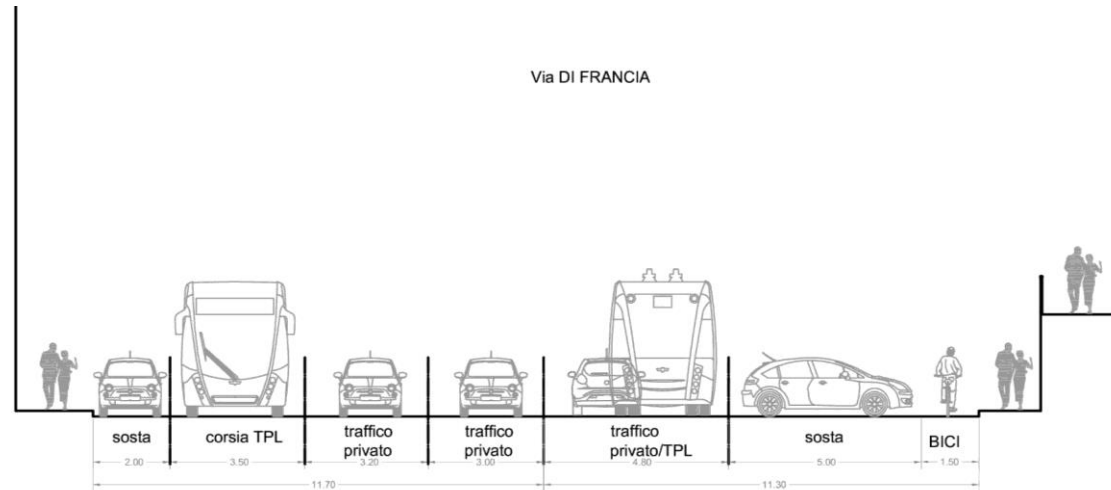 Via DI FRANCIA
sosta
corsia TPL
traffico
privato
traffico
privato
traffico
privato/TPL
sosta
BICI
2.00
3.50
3.20
3.00
4.80
5.00
1.50
11.70
11.30